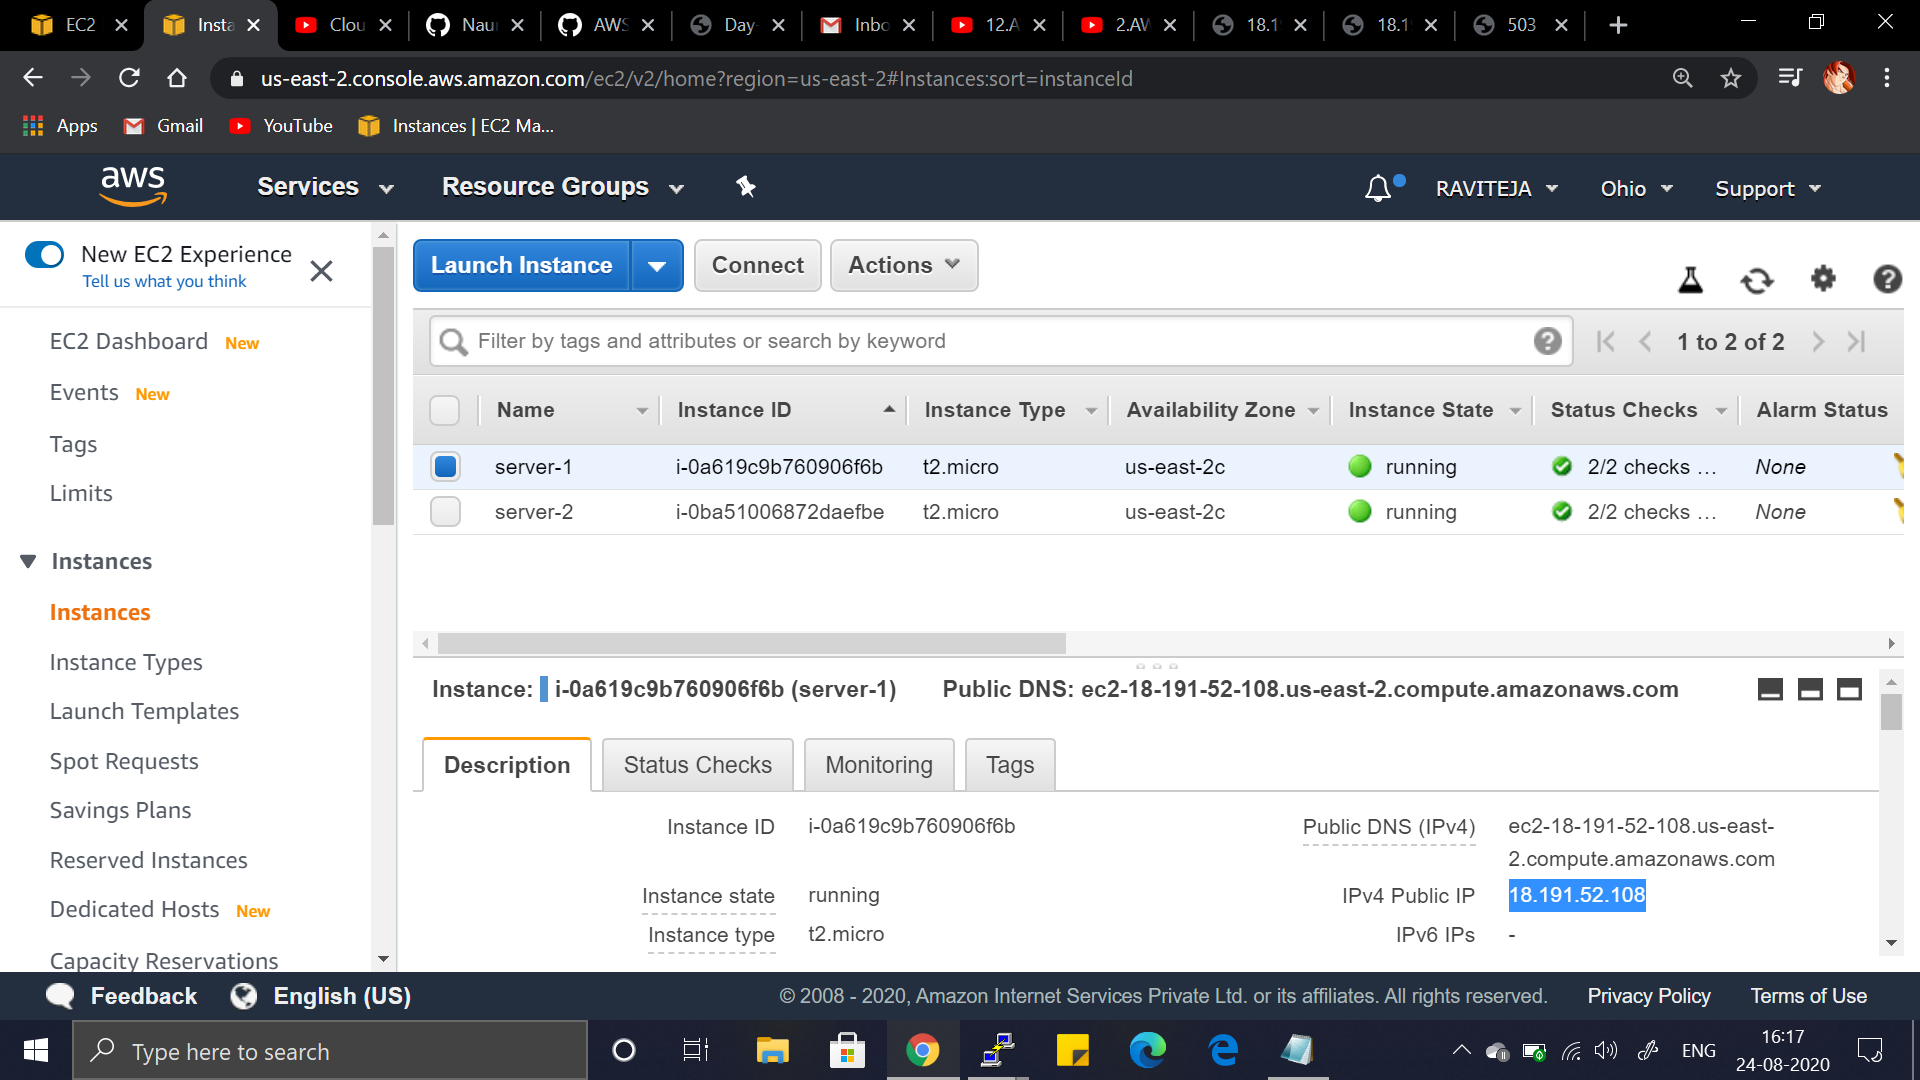 EC2
Insta
Clou
Nau
AWS
Day-
Inbo
12.A
2.AW
18.1
18.1
503
us-east-2.console.aws.amazon.com/ec2/v2/home?region=us-east-2#Instances:sort=instanceId
Apps
Gmail
YouTube
Instances | EC2 Ma...
aws
Services
Resource Groups
RAVITEJA
Ohio
Support
New EC2 Experience
Tell us what you think
EC2 Dashboard New
Events New
Tags
Limits
Instances
Instances
Instance Types
Launch Templates
Spot Requests
Savings Plans
Reserved Instances
Dedicated Hosts New
Capacity Reservations
Launch Instance
Connect
Actions
Filter by tags and attributes or search by keyword
1 to 2 of 2
Name Instance ID Instance Type Availability Zone Instance State Status Checks Alarm Status
server-1 i-0a619c9b760906f6b t2.micro us-east-2c running 2/2 checks ... None
server-2 i-0ba51006872daefbe t2.micro us-east-2c running 2/2 checks ... None
Instance: i-0a619c9b760906f6b (server-1) Public DNS: ec2-18-191-52-108.us-east-2.compute.amazonaws.com
Description
Status Checks
Monitoring
Tags
Instance ID i-0a619c9b760906f6b
Public DNS (IPv4) ec2-18-191-52-108.us-east-
2.compute.amazonaws.com
Instance state running
IPv4 Public IP 18.191.52.108
Instance type t2.micro
IPv6 IPs -
Feedback
English (US)
© 2008 - 2020, Amazon Internet Services Private Ltd. or its affiliates. All rights reserved.
Privacy Policy
Terms of Use
Type here to search
ENG
16:17
24-08-2020